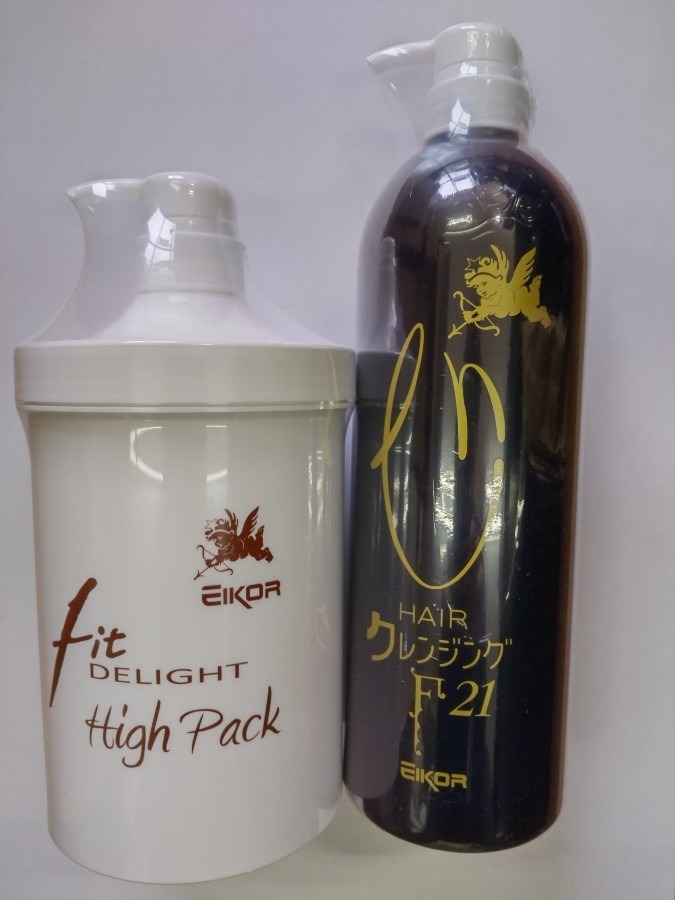 EIKOR
fit
DELIGHT
High Pack
HAIR
クレンジング
F21
EIKOR